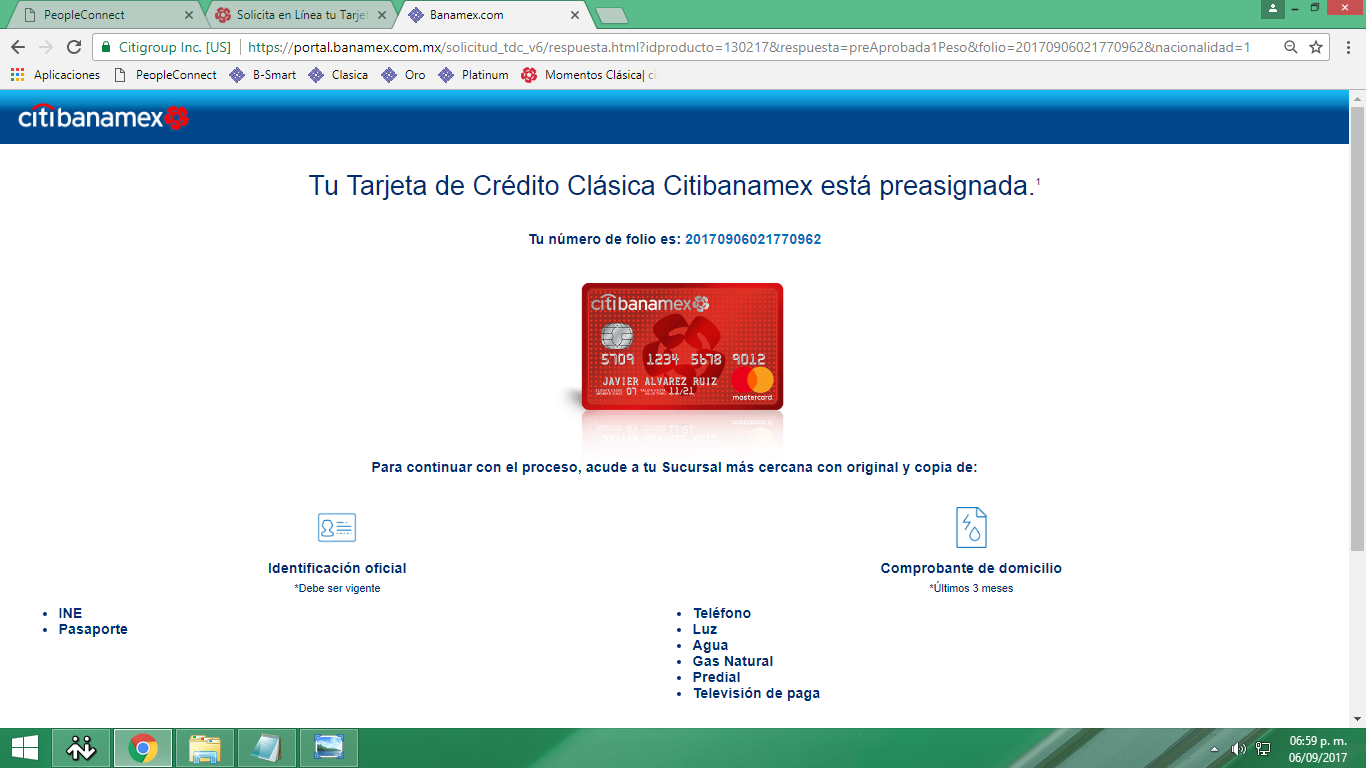 PeopleConnect
Solicita en Línea tu Tarjet
Banamex.com
Citigroup Inc. [US]
https://portal.banamex.com.mx/solicitud_tdc_v6/respuesta.html?idproducto=130217&respuesta=preAprobada1Peso&folio=20170906021770962&nacionalidad=1
Aplicaciones
PeopleConnect
B-Smart
Clasica
Oro
Platinum
Momentos Clásica| ci
citibanamex
Tu Tarjeta de Crédito Clásica Citibanamex está preasignada.1
Tu número de folio es: 20170906021770962
citibanamex
5709 1234 5678 9012
JAVIER ALVAREZ RUIZ
07 11/21
mastercard
Para continuar con el proceso, acude a tu Sucursal más cercana con original y copia de:
Identificación oficial
*Debe ser vigente
INE
Pasaporte
Comprobante de domicilio
*Últimos 3 meses
Teléfono
Luz
Agua
Gas Natural
Predial
Televisión de paga
06:59 p. m.
06/09/2017